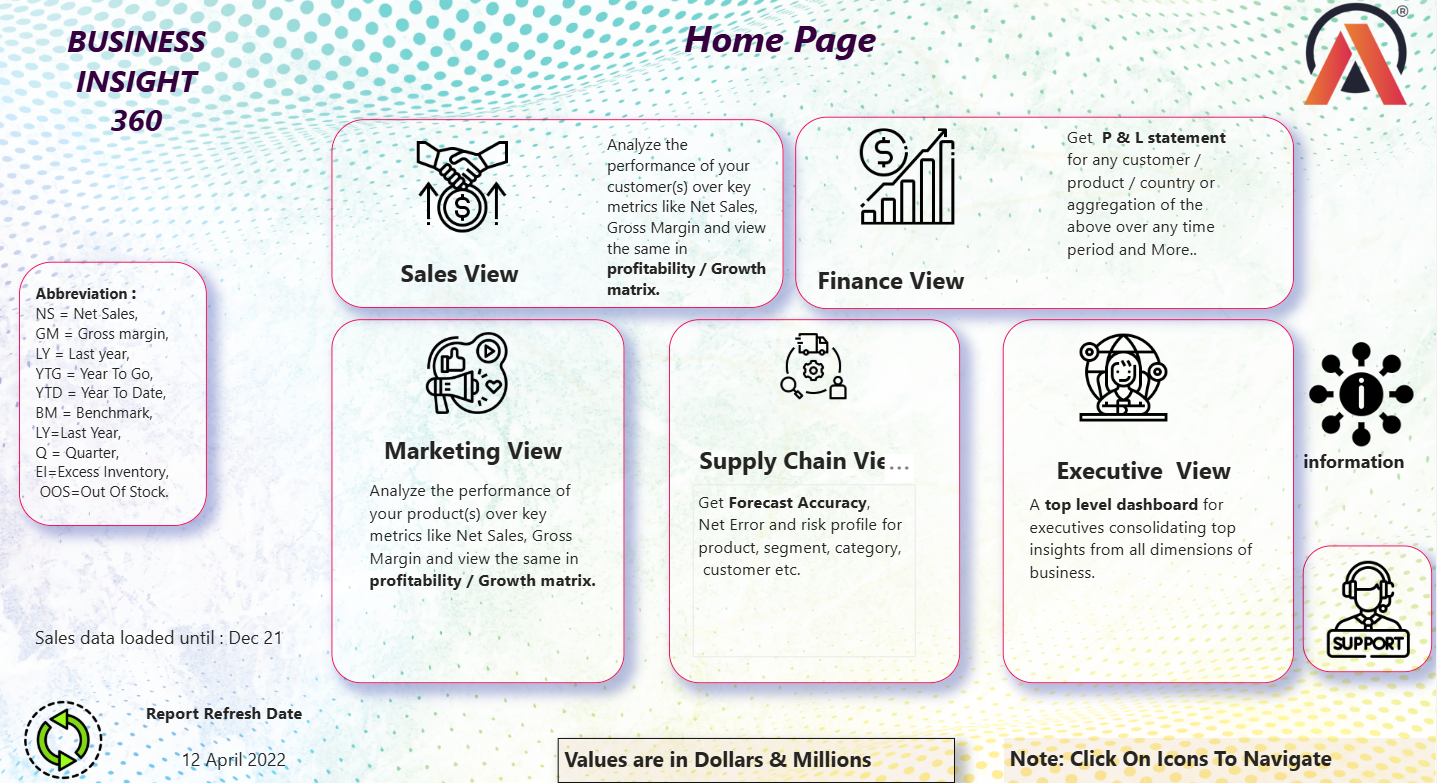 BUSINESS
INSIGHT
360
Home Page
®
Analyze the
performance of your
customer(s) over key
metrics like Net Sales,
Gross Margin and view
the same in
profitability / Growth
matrix.
Sales View
Get  P & L statement
for any customer /
product / country or
aggregation of the
above over any time
period and More..
Finance View
Abbreviation :
NS = Net Sales,
GM = Gross margin,
LY = Last year,
YTG = Year To Go,
YTD = Year To Date,
BM = Benchmark,
LY=Last Year,
Q = Quarter,
EI=Excess Inventory,
OOS=Out Of Stock.
Marketing View
Analyze the performance of
your product(s) over key
metrics like Net Sales, Gross
Margin and view the same in
profitability / Growth matrix.
Supply Chain Vie...
Get Forecast Accuracy,
Net Error and risk profile for
product, segment, category,
customer etc.
Executive  View
A top level dashboard for
executives consolidating top
insights from all dimensions of
business.
i
information
SUPPORT
Sales data loaded until : Dec 21
Report Refresh Date
12 April 2022
Values are in Dollars & Millions
Note: Click On Icons To Navigate